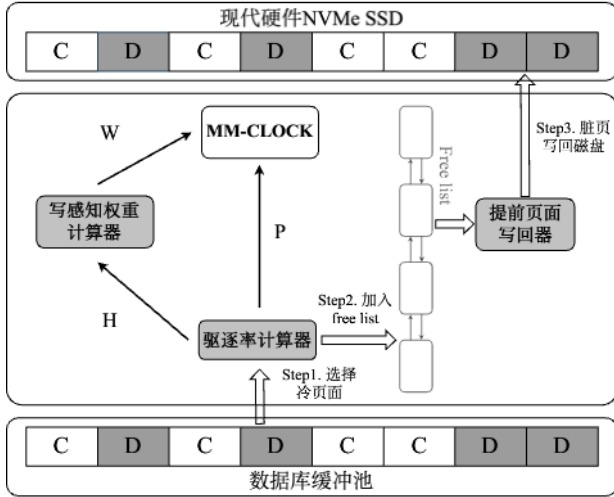 现代硬件NVMe SSD
C D C D C C D D
W
MM-CLOCK
Free list
Step3. 脏页
写回磁盘
写感知权重
计算器
P
提前页面
写回器
H
Step2. 加入
free list
驱逐率计算器
Step1. 选择
冷页面
C D C D C C D D
数据库缓冲池